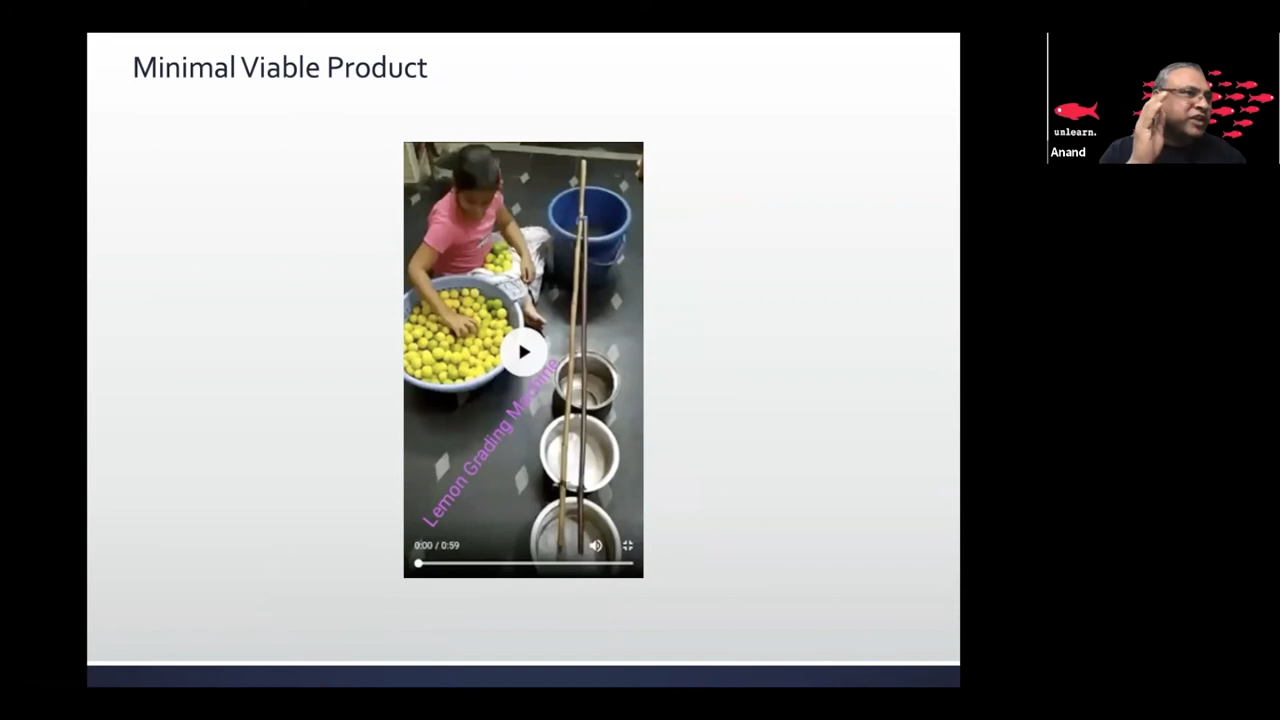 Minimal Viable Product
Lemon Grading Machine
0:00 / 0:59
unlearn.
Anand